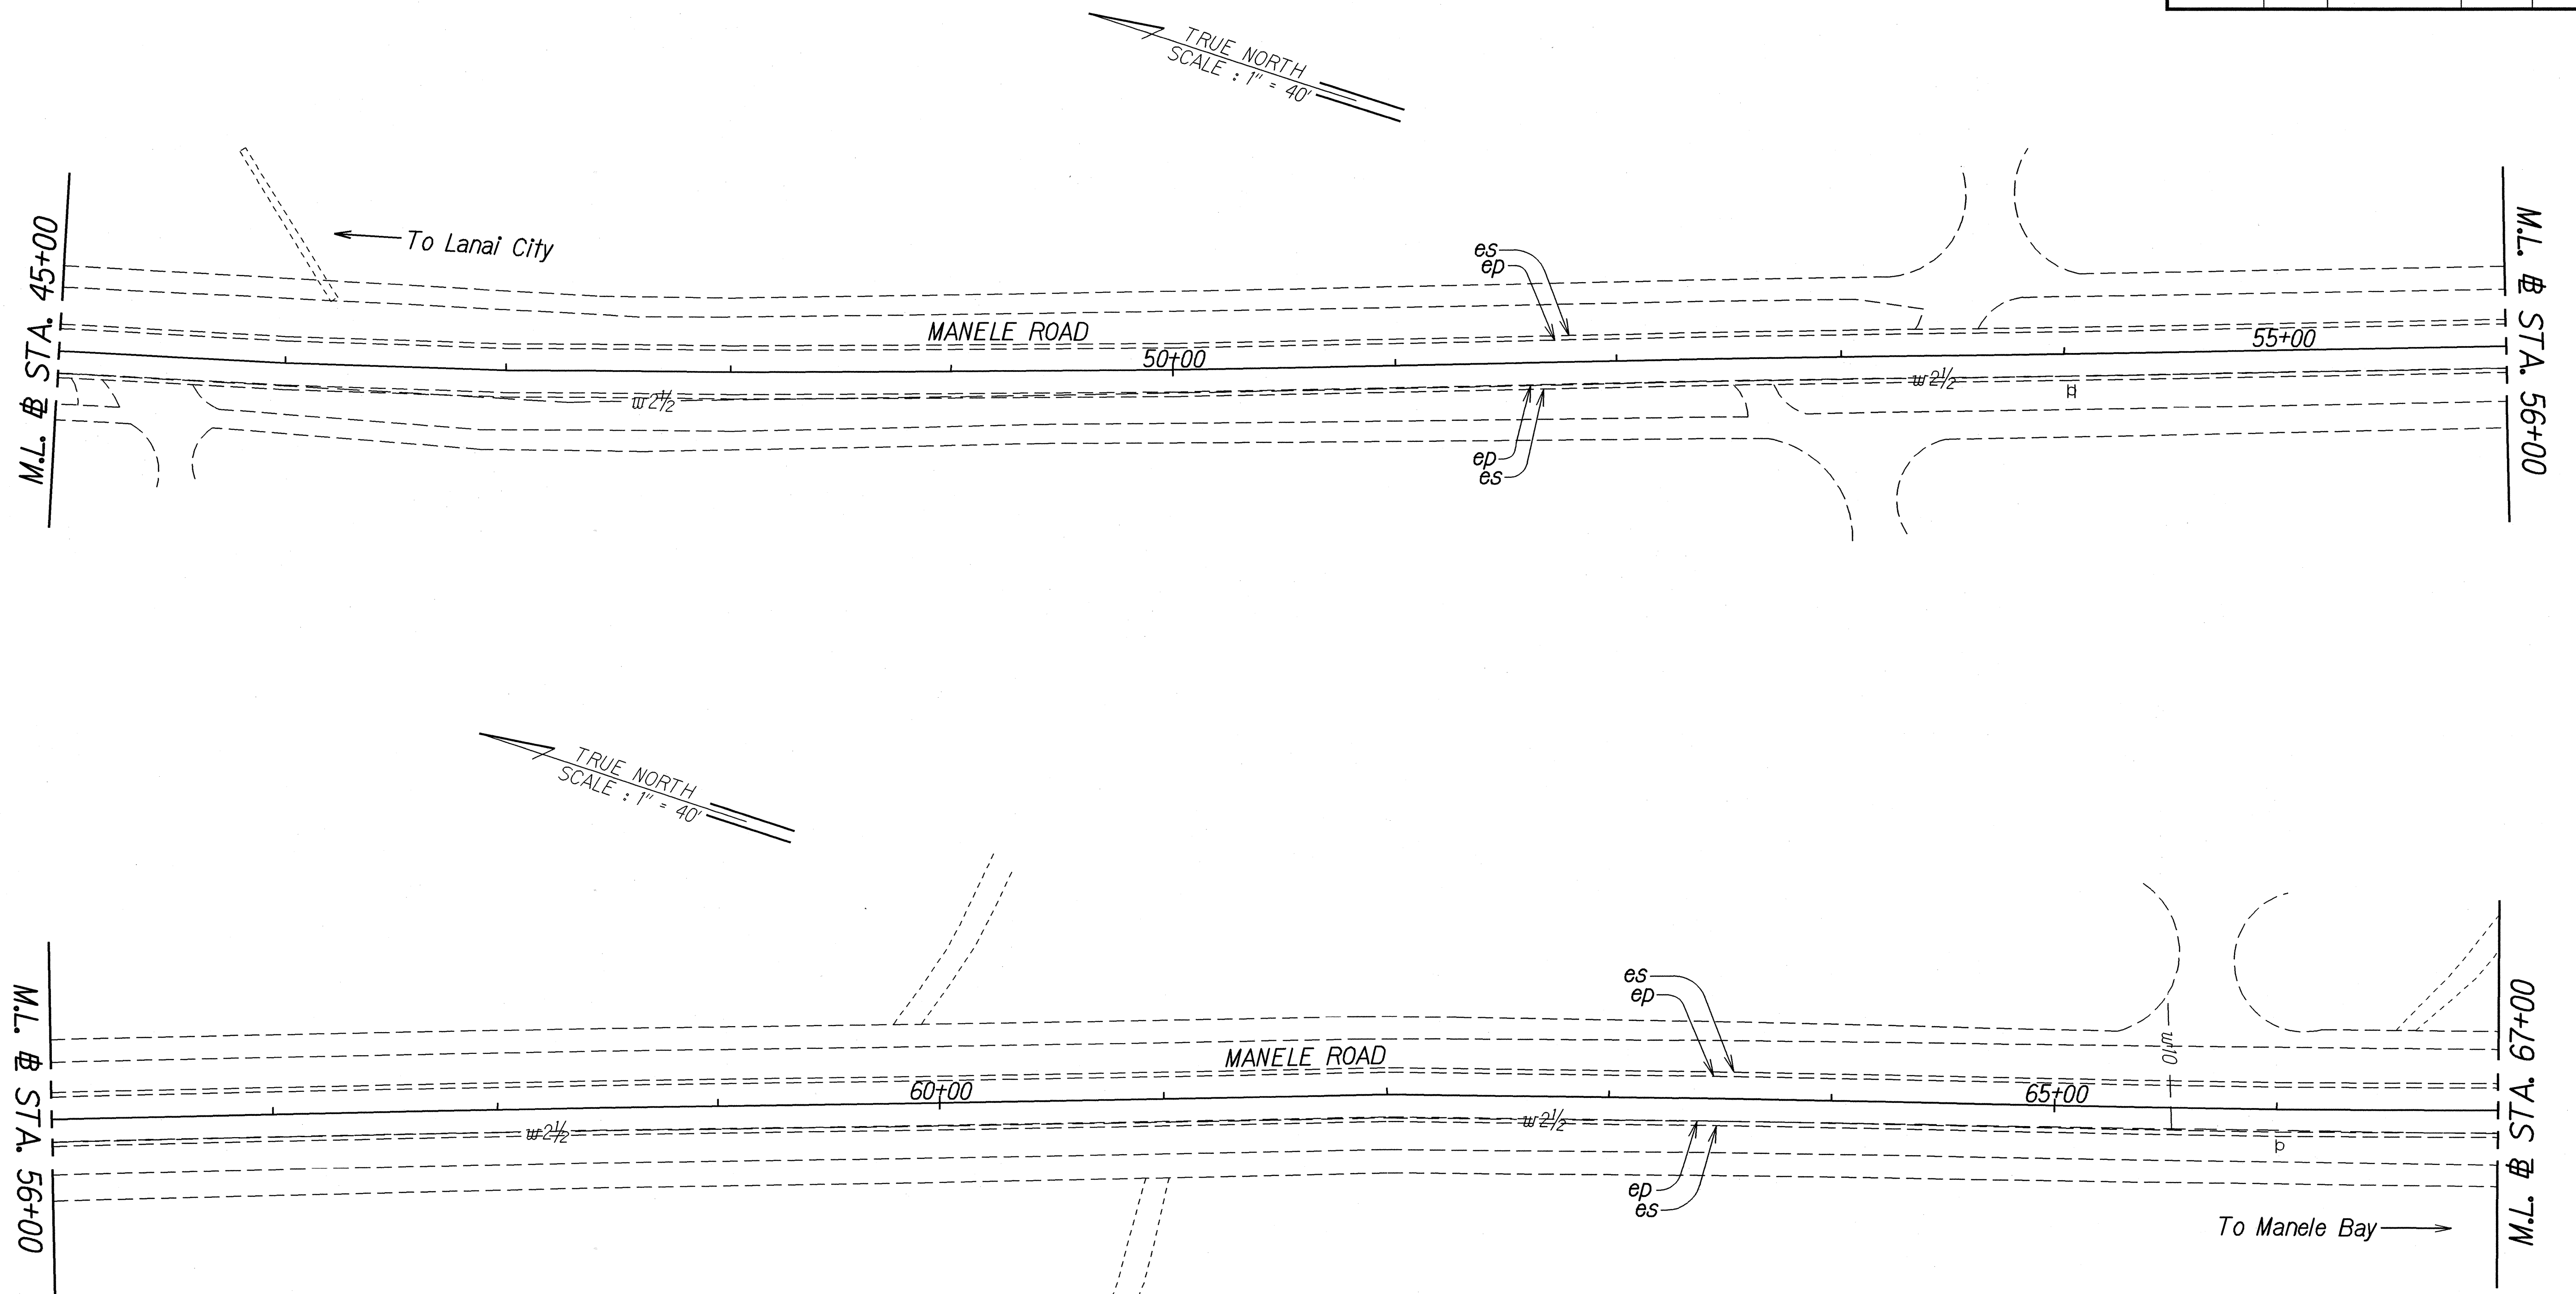 TRUE NORTH
SCALE : 1" = 40'
M.L. ⅊ STA. 45+00
To Lanai City
es
ep
MANELE ROAD
50+00
55+00
w2½
w2½
ep
es
M.L. ⅊ STA. 56+00
TRUE NORTH
SCALE : 1" = 40'
M.L. ⅊ STA. 56+00
es
ep
MANELE ROAD
60+00
65+00
w10
w2½
w2½
p
ep
es
To Manele Bay
M.L. ⅊ STA. 67+00